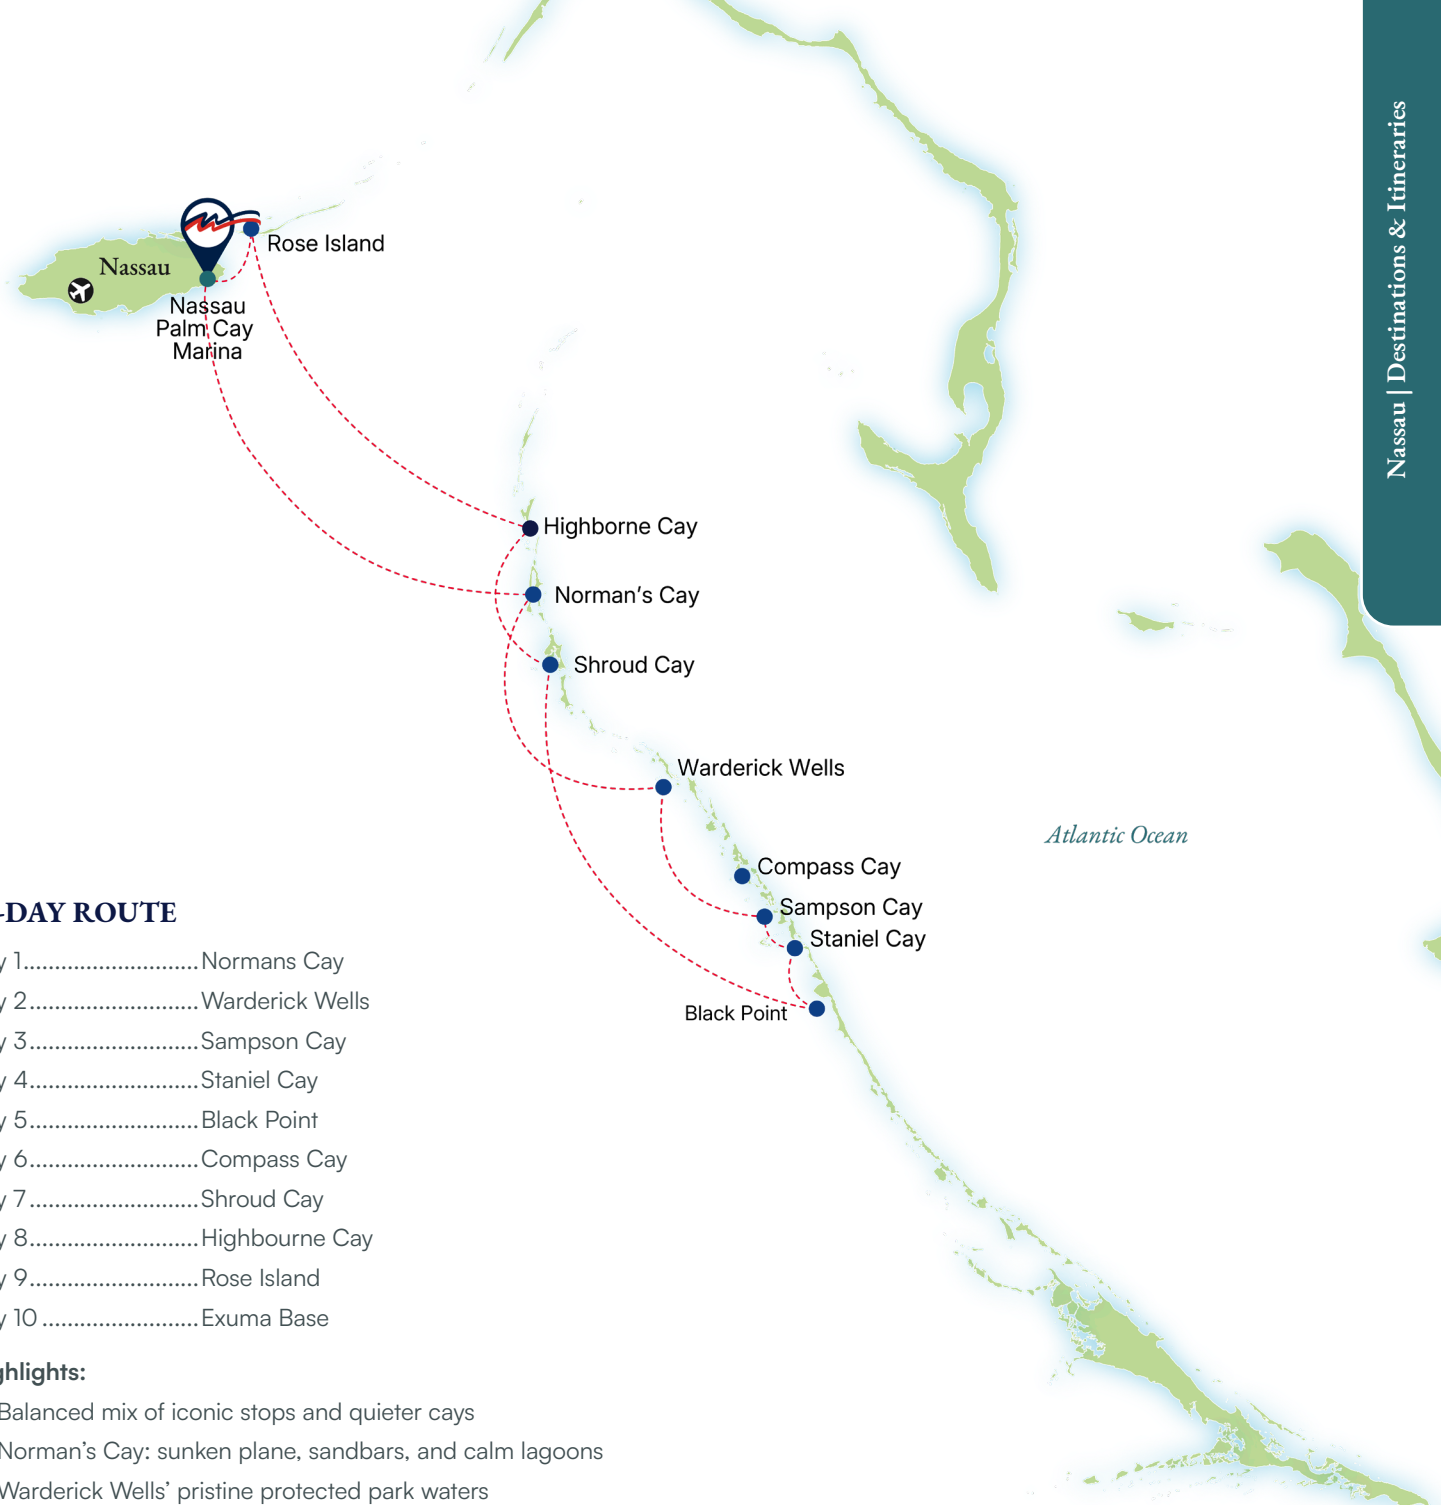 Nassau | Destinations & Itineraries
Rose Island
Nassau
Nassau
Palm Cay
Marina
Highborne Cay
Norman's Cay
Shroud Cay
Warderick Wells
Atlantic Ocean
Compass Cay
Sampson Cay
Staniel Cay
Black Point
-DAY ROUTE
y 1............................Normans Cay
y 2...........................Warderick Wells
y 3...........................Sampson Cay
y 4...........................Staniel Cay
y 5...........................Black Point
y 6...........................Compass Cay
y 7...........................Shroud Cay
y 8...........................Highbourne Cay
y 9...........................Rose Island
y 10 .........................Exuma Base
ghlights:
Balanced mix of iconic stops and quieter cays
Norman's Cay: sunken plane, sandbars, and calm lagoons
Warderick Wells' pristine protected park waters